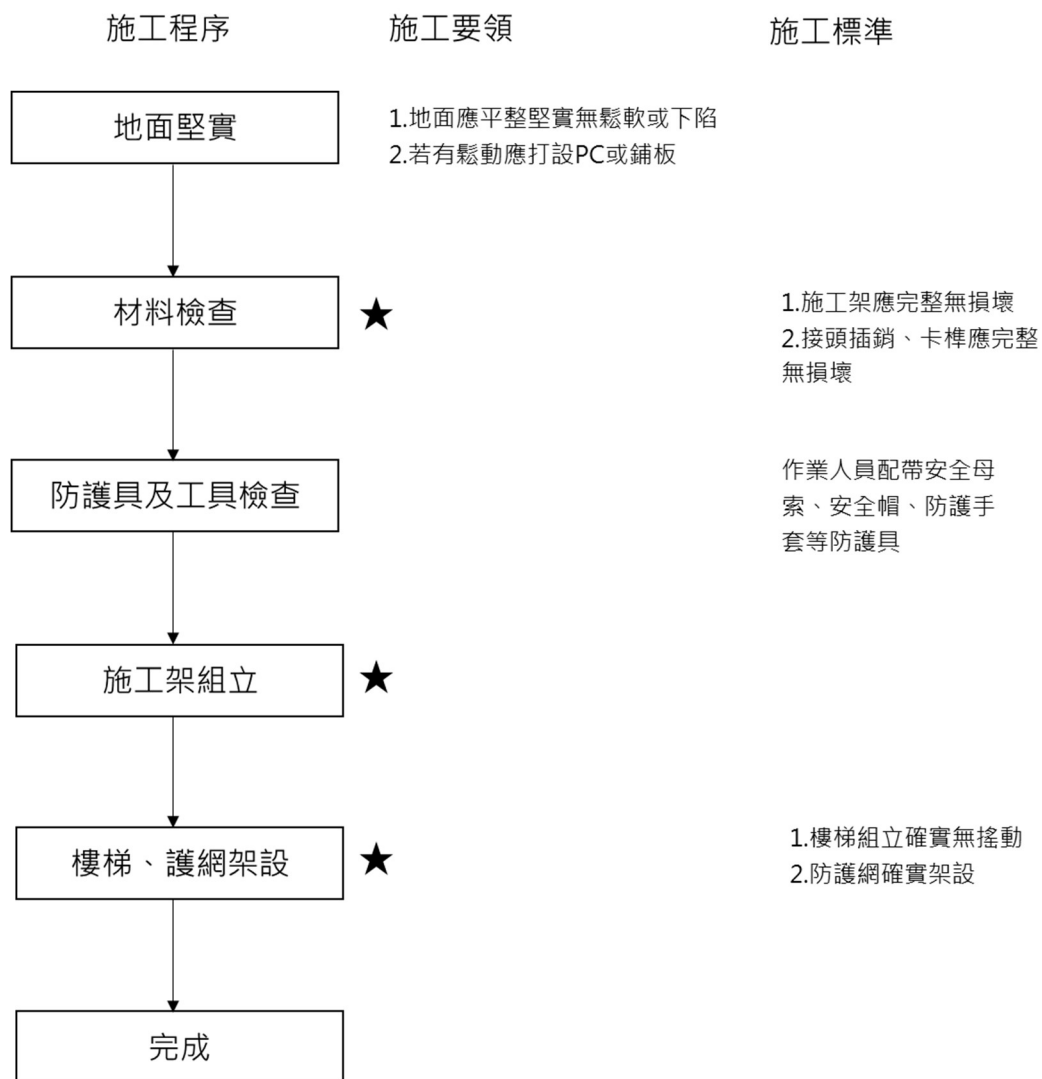 施工程序
施工要領
施工標準
地面堅實
1.地面應平整堅實無鬆軟或下陷
2.若有鬆動應打設PC或鋪板
材料檢查
★
1.施工架應完整無損壞
2.接頭插銷、卡榫應完整
無損壞
防護具及工具檢查
作業人員配帶安全母
索、安全帽、防護手
套等防護具
施工架組立
★
樓梯、護網架設
★
1.樓梯組立確實無搖動
2.防護網確實架設
完成